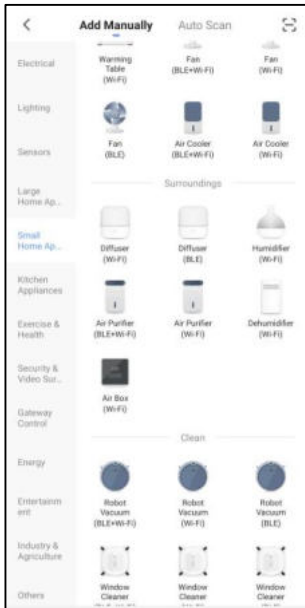 Add Manually Auto Scan
Electrical
Lighting
Sensors
Large
Home Ap...
Small
Home Ap...
Kitchen
Appliances
Exercise &
Health
Security &
Video Sur...
Gateway
Control
Energy
Entertainm
ent
Industry &
Agriculture
Others
Warming
Table
(Wi-Fi)
Fan
(BLE+Wi-Fi)
Fan
(Wi-Fi)
Fan
(BLE)
Air Cooler
(BLE+Wi-Fi)
Air Cooler
(Wi-Fi)
Surroundings
Diffuser
(Wi-Fi)
Diffuser
(BLE)
Humidifier
(Wi-Fi)
Air Purifier
(BLE+Wi-Fi)
Air Purifier
(Wi-Fi)
Dehumidifier
(Wi-Fi)
Air Box
(Wi-Fi)
Clean
Robot
Vacuum
(BLE+Wi-Fi)
Robot
Vacuum
(Wi-Fi)
Robot
Vacuum
(BLE)
Window
Cleaner
Window
Cleaner
Window
Cleaner